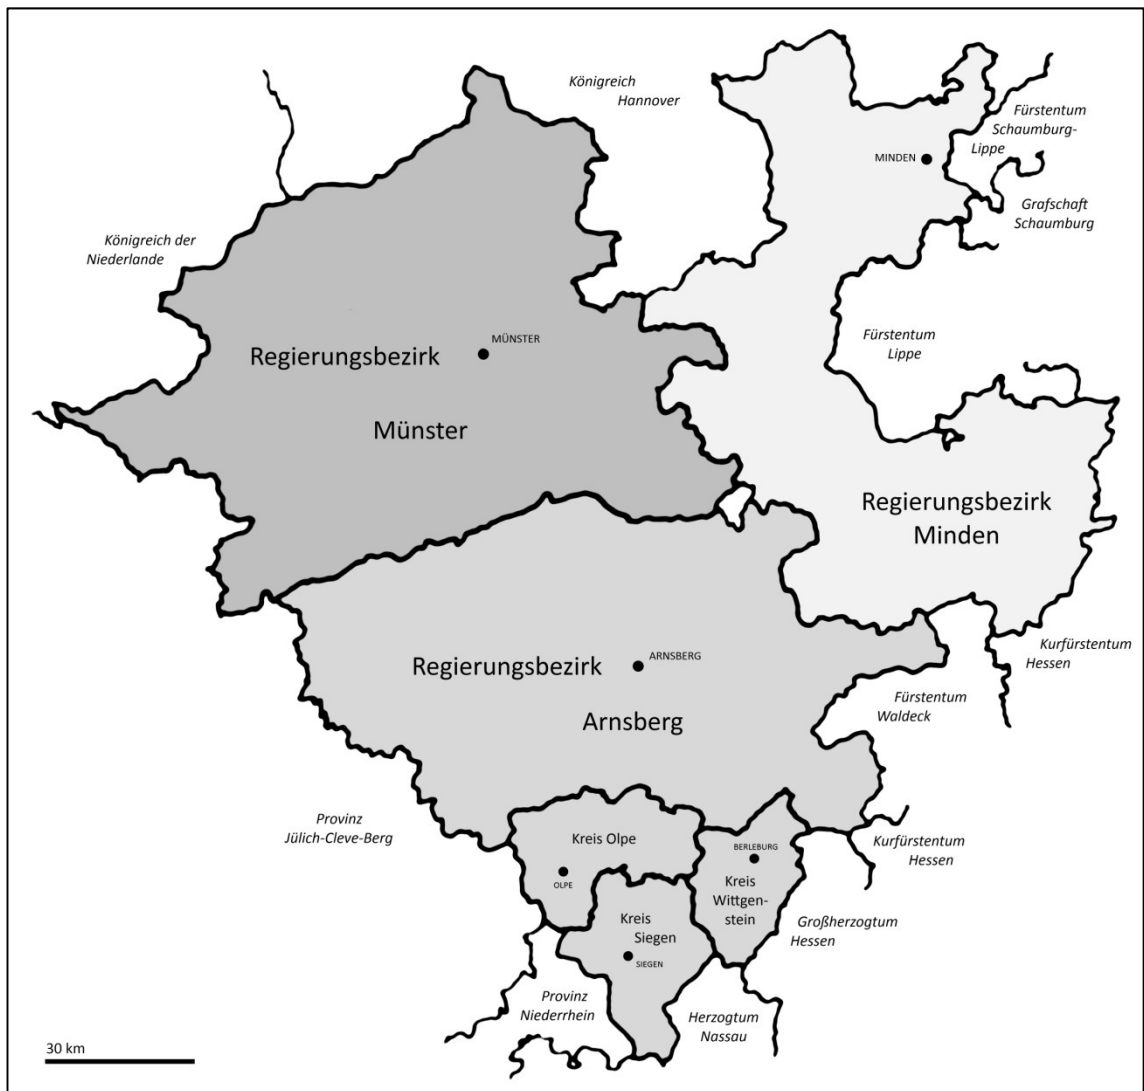 Königreich
Hannover
Fürstentum
Schaumburg-
Lippe
MINDEN
Grafschaft
Schaumburg
Königreich der
Niederlande
MÜNSTER
Regierungsbezirk
Münster
Fürstentum
Lippe
Regierungsbezirk
Minden
ARNSBERG
Regierungsbezirk
Arnsberg
Kurfürstentum
Hessen
Fürstentum
Waldeck
Provinz
Jülich-Cleve-Berg
Kreis Olpe
OLPE
BERLEBURG
Kreis
Wittgen-
stein
Kurfürstentum
Hessen
Kreis
Siegen
SIEGEN
Großherzogtum
Hessen
Provinz
Niederrhein
Herzogtum
Nassau
30 km